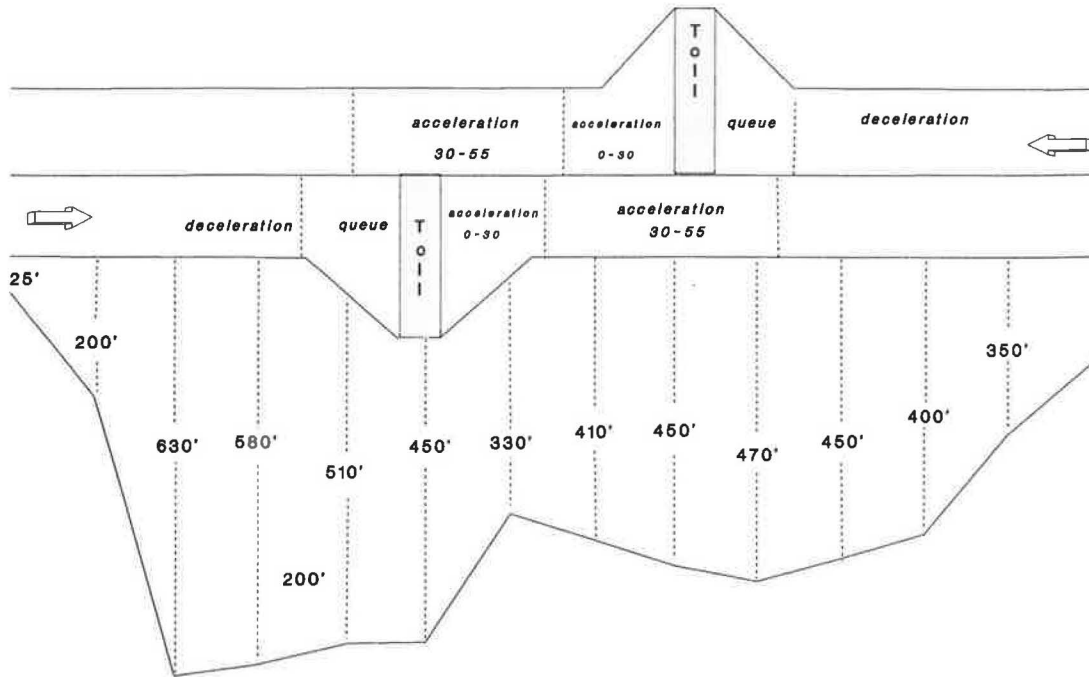 Toll
acceleration
30-55
acceleration
0-30
queue
deceleration
deceleration
queue
Toll
acceleration
0-30
acceleration
30-55
25'
200'
630'
580'
510'
450'
330'
410'
450'
470'
450'
400'
350'
200'